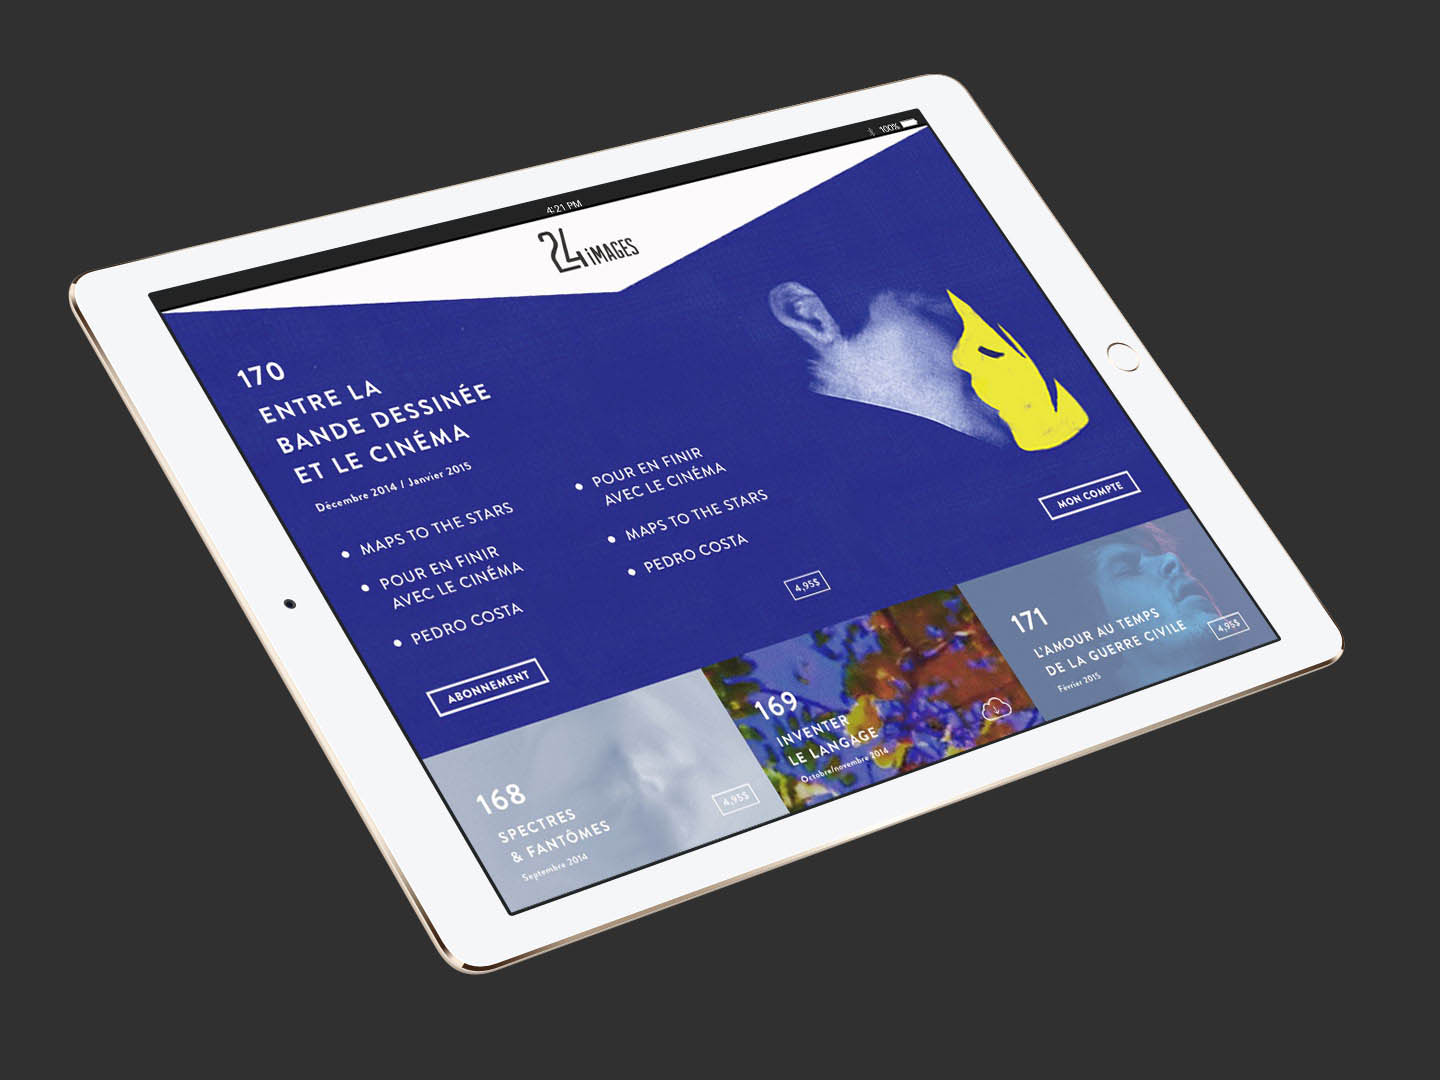 4:21 PM
100%
24 iMAGES
170
ENTRE LA
BANDE DESSINÉE
ET LE CINÉMA
Décembre 2014 / Janvier 2015
MAPS TO THE STARS
POUR EN FINIR
AVEC LE CINÉMA
PEDRO COSTA
POUR EN FINIR
AVEC LE CINÉMA
MAPS TO THE STARS
PEDRO COSTA
4,95$
ABONNEMENT
MON COMPTE
168
SPECTRES
& FANTÔMES
Septembre 2014
4,95$
169
INVENTER
LE LANGAGE
Octobre/novembre 2014
171
L'AMOUR AU TEMPS
DE LA GUERRE CIVILE
Février 2015
4,95$